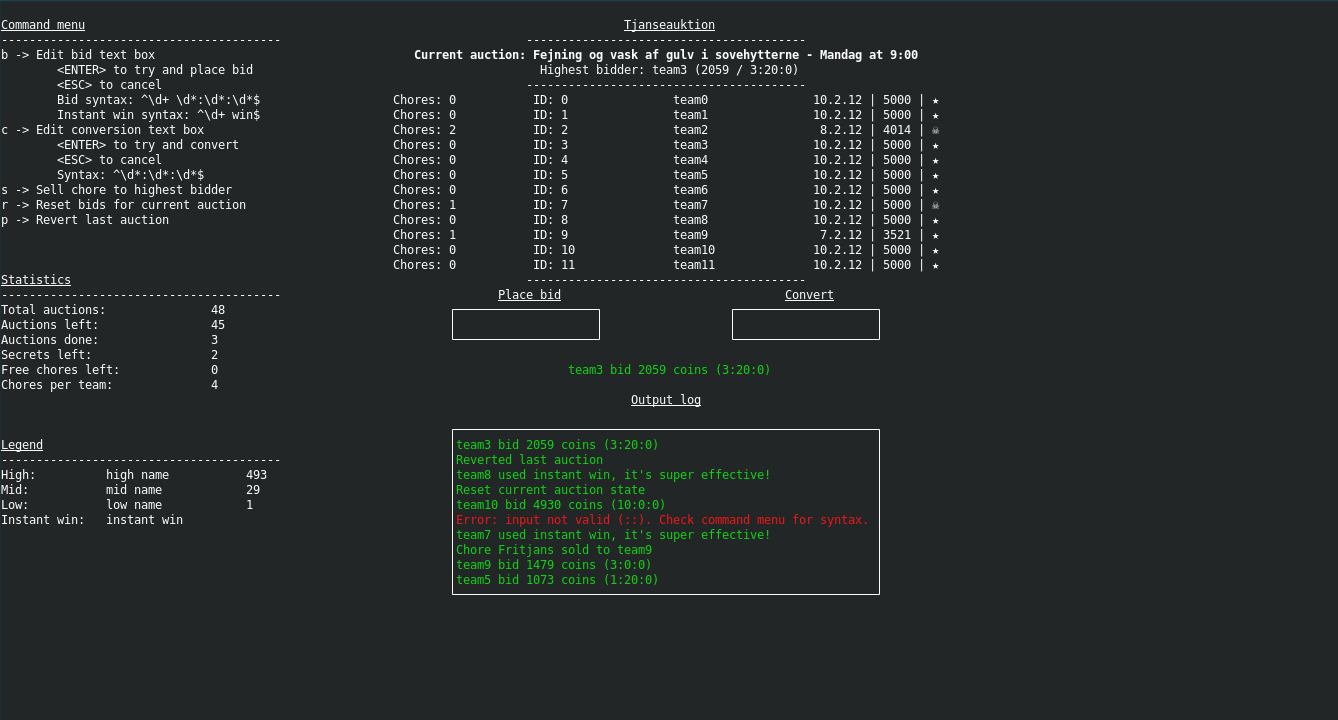 Command menu
----------------------------------------
b -> Edit bid text box
<ENTER> to try and place bid
<ESC> to cancel
Bid syntax: ^\d+ \d*:\d*:\d*$
Instant win syntax: ^\d+ win$
c -> Edit conversion text box
<ENTER> to try and convert
<ESC> to cancel
Syntax: ^\d*:\d*:\d*$
s -> Sell chore to highest bidder
r -> Reset bids for current auction
p -> Revert last auction
Statistics
----------------------------------------
Total auctions: 48
Auctions left: 45
Auctions done: 3
Secrets left: 2
Free chores left: 0
Chores per team: 4
Legend
----------------------------------------
High: high name 493
Mid: mid name 29
Low: low name 1
Instant win: instant win
Tjanseauktion
----------------------------------------
Current auction: Fejning og vask af gulv i sovehytterne - Mandag at 9:00
Highest bidder: team3 (2059 / 3:20:0)
----------------------------------------
Chores: 0 ID: 0 team0 10.2.12 | 5000 | ★
Chores: 0 ID: 1 team1 10.2.12 | 5000 | ★
Chores: 2 ID: 2 team2 8.2.12 | 4014 | ☠
Chores: 0 ID: 3 team3 10.2.12 | 5000 | ★
Chores: 0 ID: 4 team4 10.2.12 | 5000 | ★
Chores: 0 ID: 5 team5 10.2.12 | 5000 | ★
Chores: 0 ID: 6 team6 10.2.12 | 5000 | ★
Chores: 1 ID: 7 team7 10.2.12 | 5000 | ☠
Chores: 0 ID: 8 team8 10.2.12 | 5000 | ★
Chores: 1 ID: 9 team9 7.2.12 | 3521 | ★
Chores: 0 ID: 10 team10 10.2.12 | 5000 | ★
Chores: 0 ID: 11 team11 10.2.12 | 5000 | ★
----------------------------------------
Place bid Convert
team3 bid 2059 coins (3:20:0)
Output log
team3 bid 2059 coins (3:20:0)
Reverted last auction
team8 used instant win, it's super effective!
Reset current auction state
team10 bid 4930 coins (10:0:0)
Error: input not valid (::). Check command menu for syntax.
team7 used instant win, it's super effective!
Chore Fritjans sold to team9
team9 bid 1479 coins (3:0:0)
team5 bid 1073 coins (1:20:0)